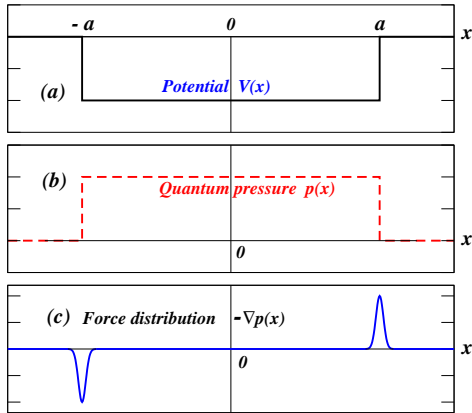 - a 0 a x
(a) Potential V(x)
(b) Quantum pressure p(x)
x
0
(c) Force distribution -∇p(x)
x
0